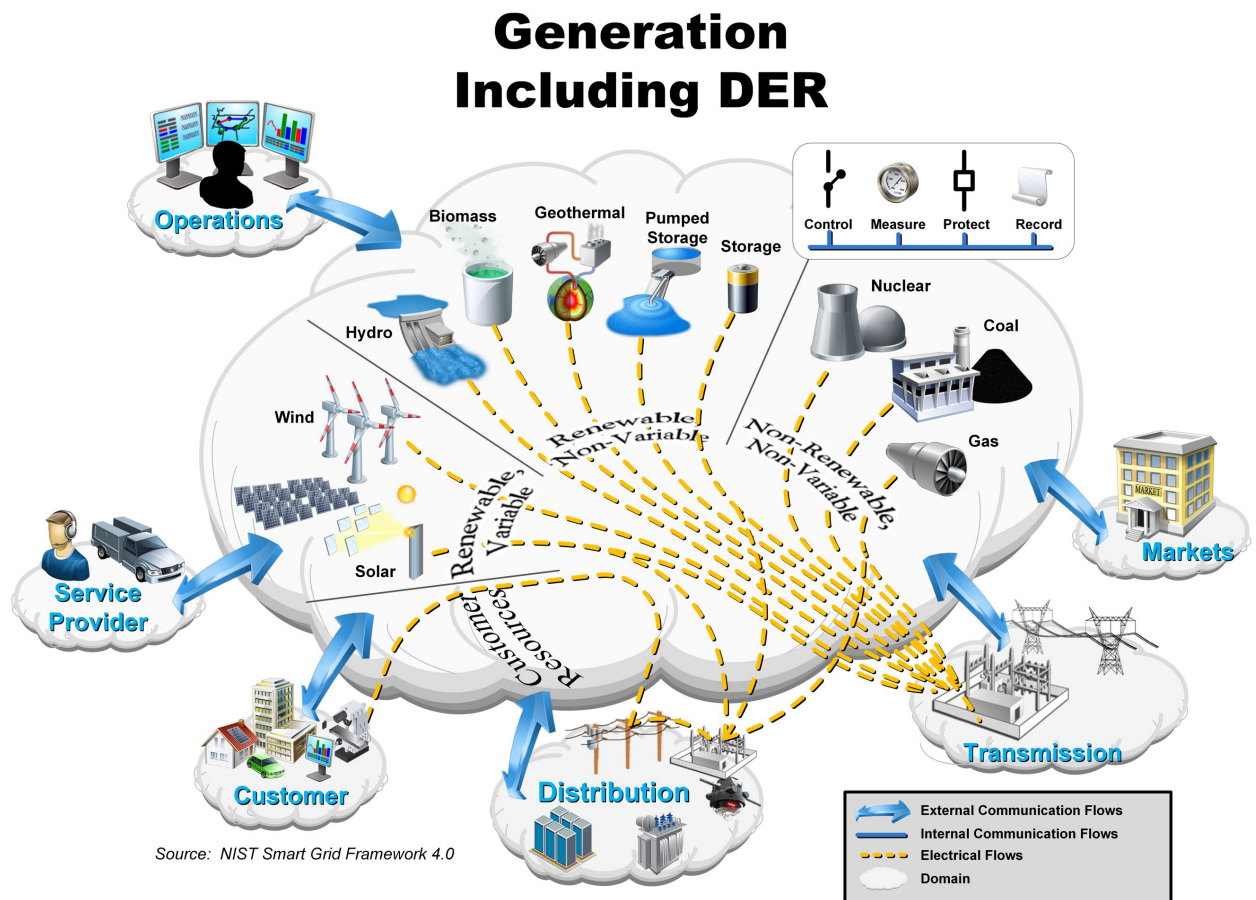 Generation
Including DER
Operations
Biomass
Geothermal
Pumped
Storage
Storage
Control
Measure
Protect
Record
Nuclear
Coal
Hydro
Wind
Gas
Renewable,
Non-Variable
Non-Renewable,
Non-Variable
Renewable,
Variable
Solar
Customer
Resources
MARKET
Markets
Service
Provider
Transmission
Customer
Distribution
Source:  NIST Smart Grid Framework 4.0
External Communication Flows
Internal Communication Flows
Electrical Flows
Domain